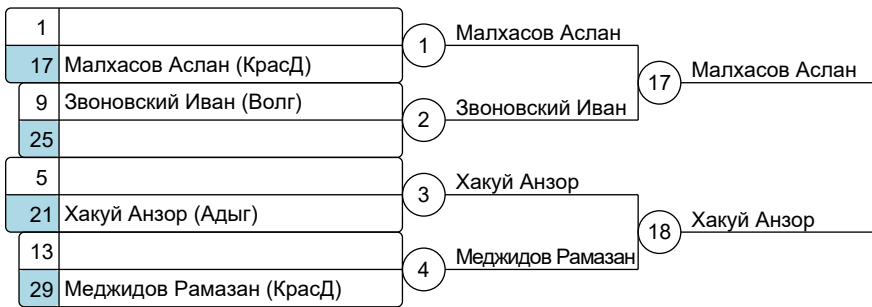 1
17 Малхасов Аслан (КрасД)
9 Звоновский Иван (Волг)
25
5
21 Хакуй Анзор (Адыг)
13
29 Меджидов Рамазан (КрасД)
1 Малхасов Аслан
2 Звоновский Иван
3 Хакуй Анзор
4 Меджидов Рамазан
17 Малхасов Аслан
18 Хакуй Анзор